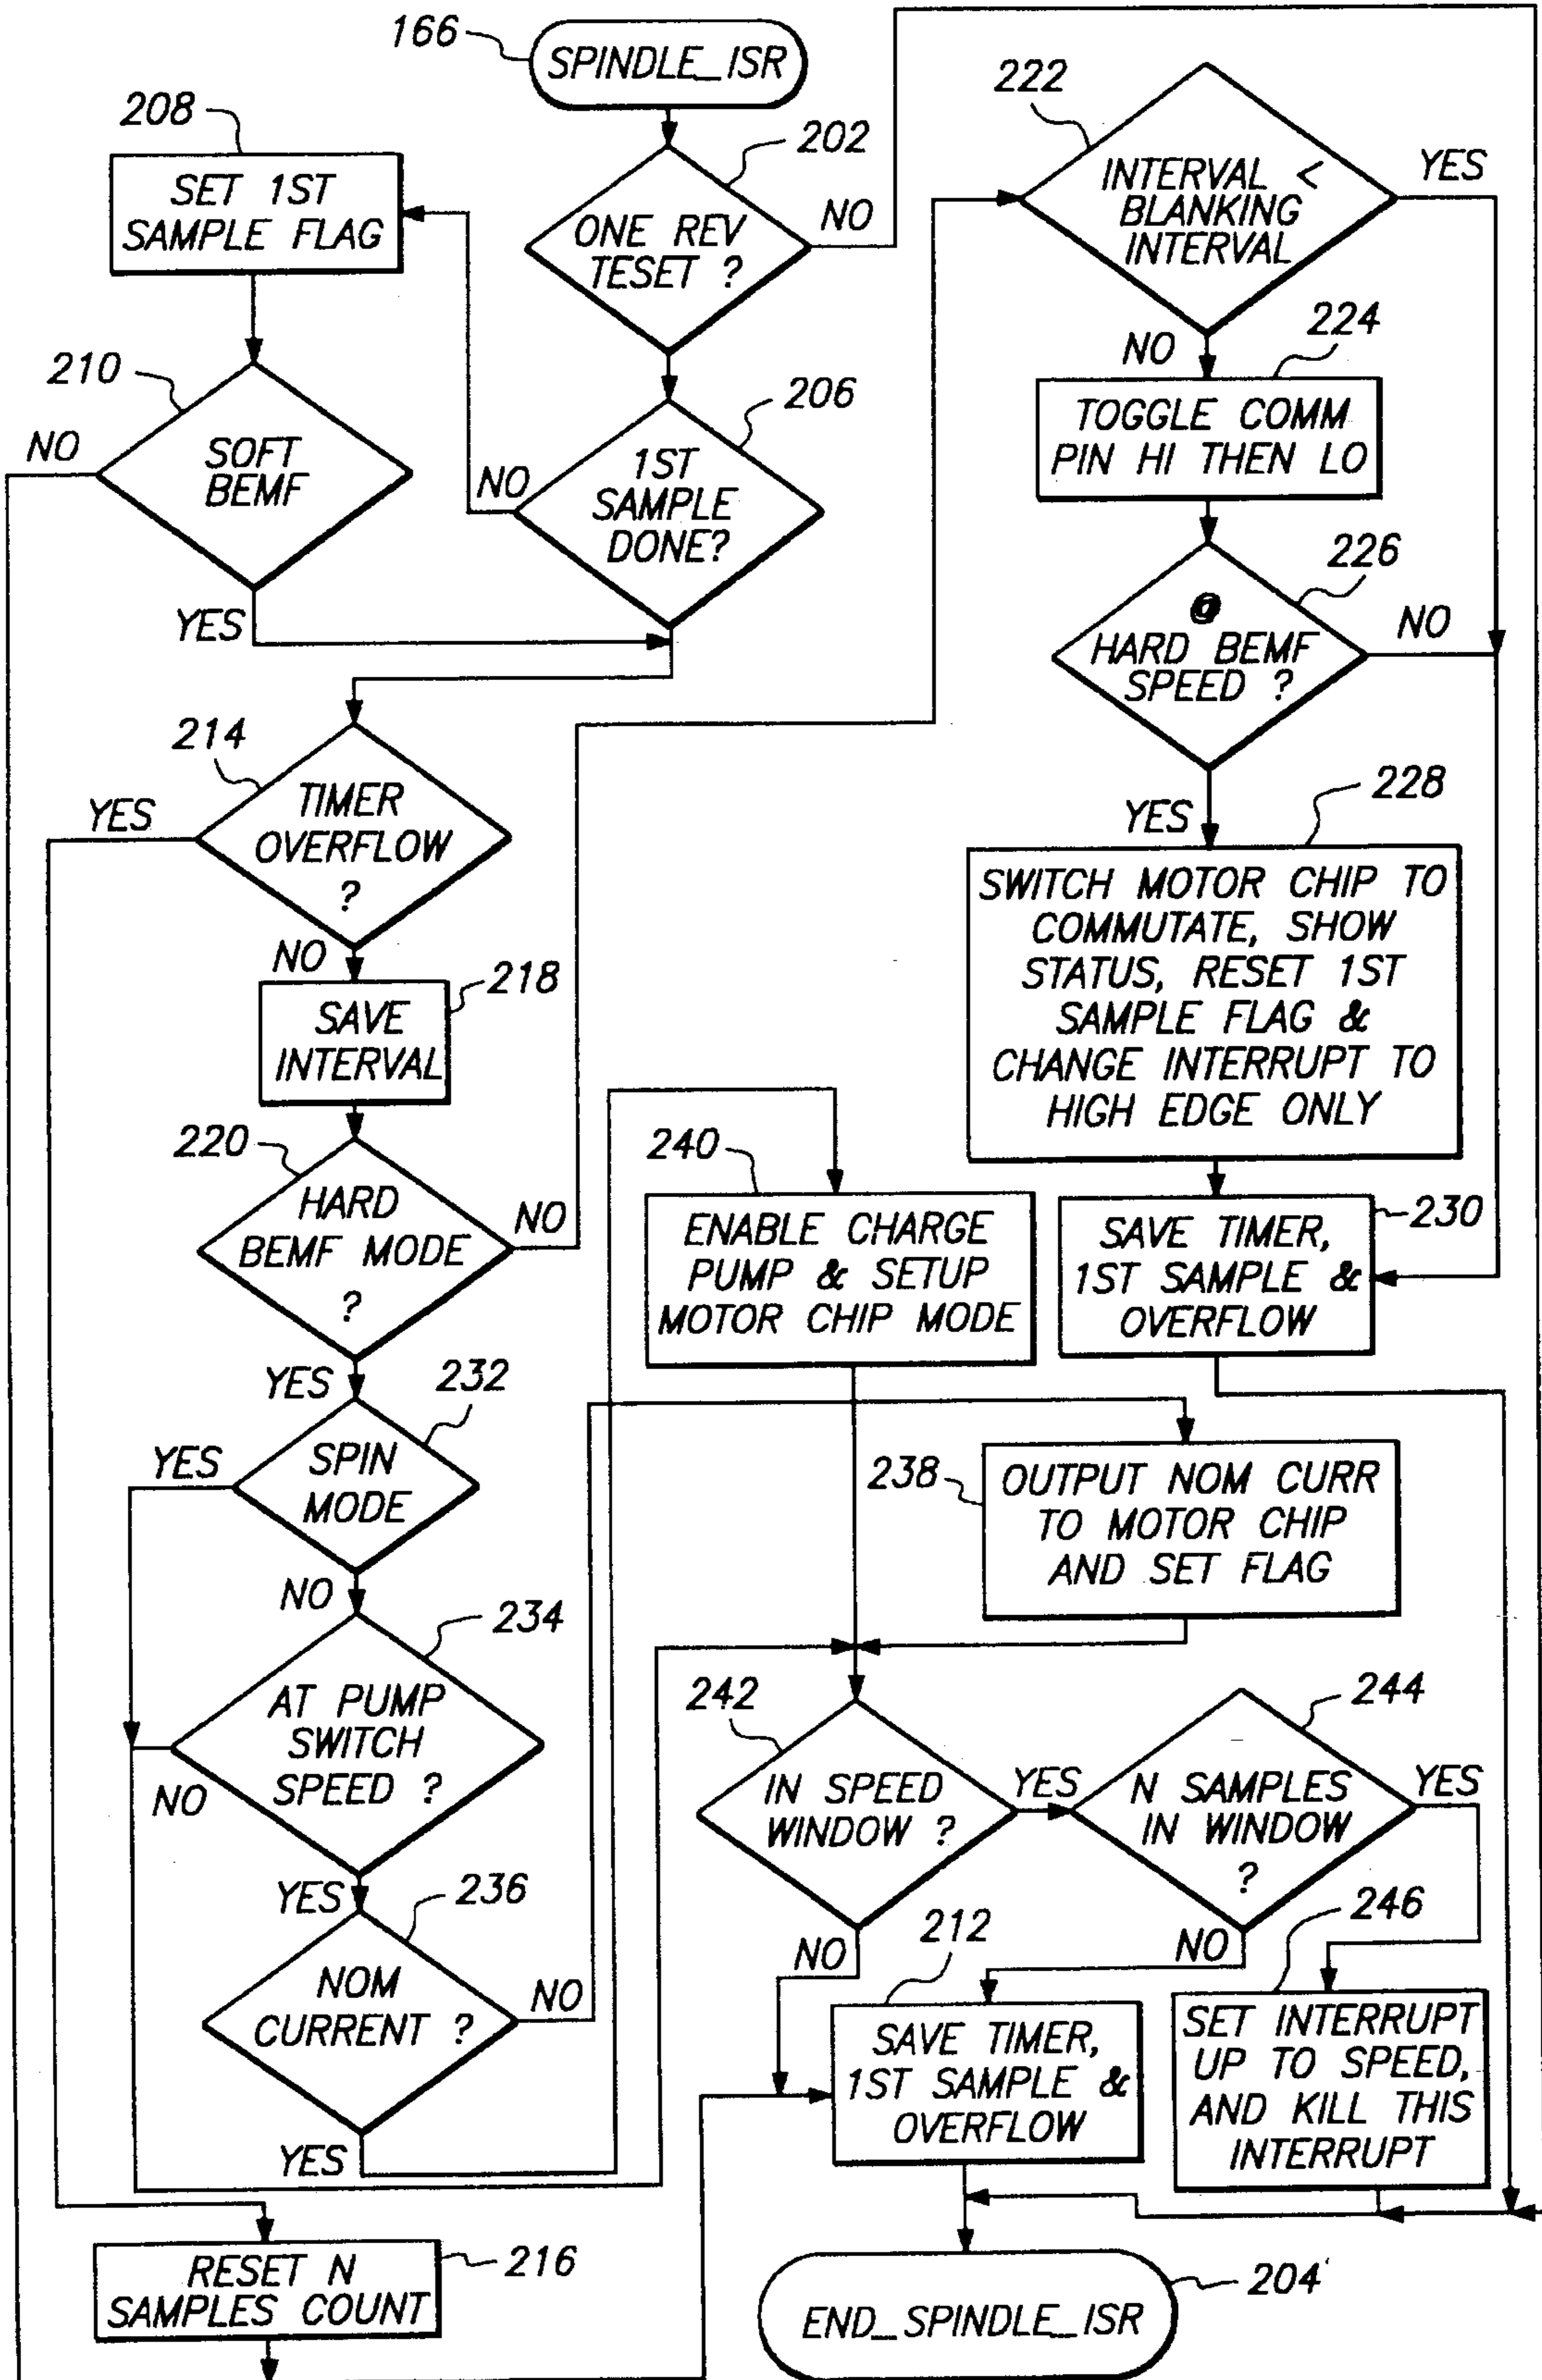 166
SPINDLE_ISR
202
ONE REV
TESET ?
NO
206
1ST
SAMPLE
DONE?
NO
208
SET 1ST
SAMPLE FLAG
210
SOFT
BEMF
NO
YES
214
TIMER
OVERFLOW
?
YES
NO
218
SAVE
INTERVAL
220
HARD
BEMF MODE
?
NO
YES
232
SPIN
MODE
YES
NO
234
AT PUMP
SWITCH
SPEED ?
NO
YES
236
NOM
CURRENT ?
NO
YES
216
RESET N
SAMPLES COUNT
222
INTERVAL <
BLANKING
INTERVAL
YES
NO
224
TOGGLE COMM
PIN HI THEN LO
226
@
HARD BEMF
SPEED ?
NO
YES
228
SWITCH MOTOR CHIP TO
COMMUTATE, SHOW
STATUS, RESET 1ST
SAMPLE FLAG &
CHANGE INTERRUPT TO
HIGH EDGE ONLY
230
SAVE TIMER,
1ST SAMPLE &
OVERFLOW
240
ENABLE CHARGE
PUMP & SETUP
MOTOR CHIP MODE
238
OUTPUT NOM CURR
TO MOTOR CHIP
AND SET FLAG
242
IN SPEED
WINDOW ?
YES
NO
244
N SAMPLES
IN WINDOW
?
YES
NO
212
SAVE TIMER,
1ST SAMPLE &
OVERFLOW
246
SET INTERRUPT
UP TO SPEED,
AND KILL THIS
INTERRUPT
204
END_SPINDLE_ISR